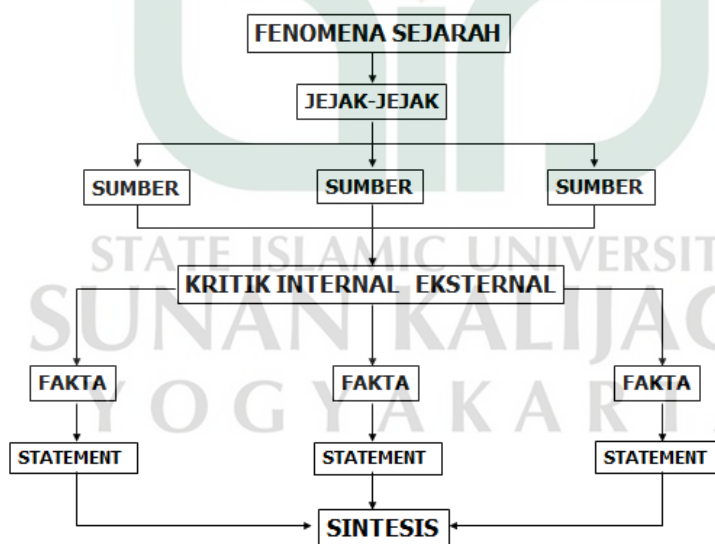 FENOMENA SEJARAH
JEJAK-JEJAK
SUMBER SUMBER SUMBER
STATE ISLAMIC UNIVERSIT
KRITIK INTERNAL EKSTERNAL
SUNAN KALIJAG
FAKTA FAKTA FAKTA
YOGYAKARTA
STATEMENT STATEMENT STATEMENT
SINTESIS